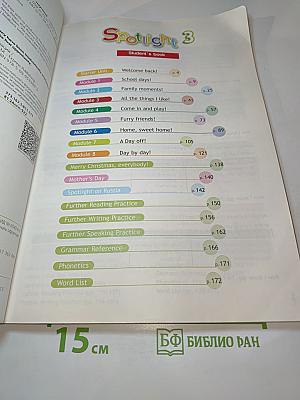 Spotlight 3
Student's book
Starter Unit Welcome back! p.4
Module 1 School days! p.9
Module 2 Family moments! p.25
Module 3 All the things I like! p.41
Module 4 Come in and play! p.57
Module 5 Furry friends! p.73
Module 6 Home, sweet home! p.89
Module 7 A Day off! p.105
Module 8 Day by day! p.121
Merry Christmas, everybody! p.138
Mother's Day p.140
Spotlight on Russia p.142
Further Reading Practice p.150
Further Writing Practice p.156
Further Speaking Practice p.162
Grammar Reference p.166
Phonetics p.171
Word List p.172
15 см
БФ БИБЛИО РАН